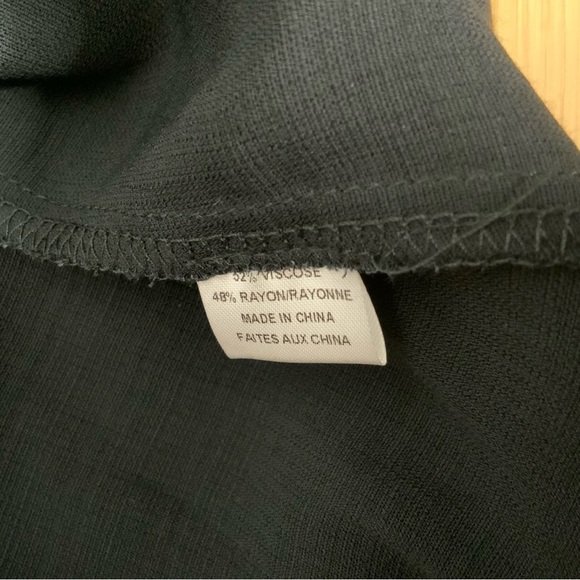 52% VISCOSE
48% RAYON/RAYONNE
MADE IN CHINA
FAITES AUX CHINA